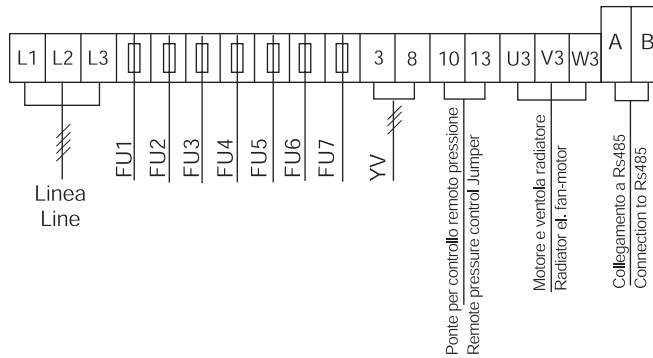 L1 L2 L3 3 8 10 13 U3 V3 W3 A B
FU1
FU2
FU3
FU4
FU5
FU6
FU7
YV
Linea
Line
Ponte per controllo remoto pressione
Remote pressure control Jumper
Motore e ventola radiatore
Radiator el. fan-motor
Collegamento a Rs485
Connection to Rs485